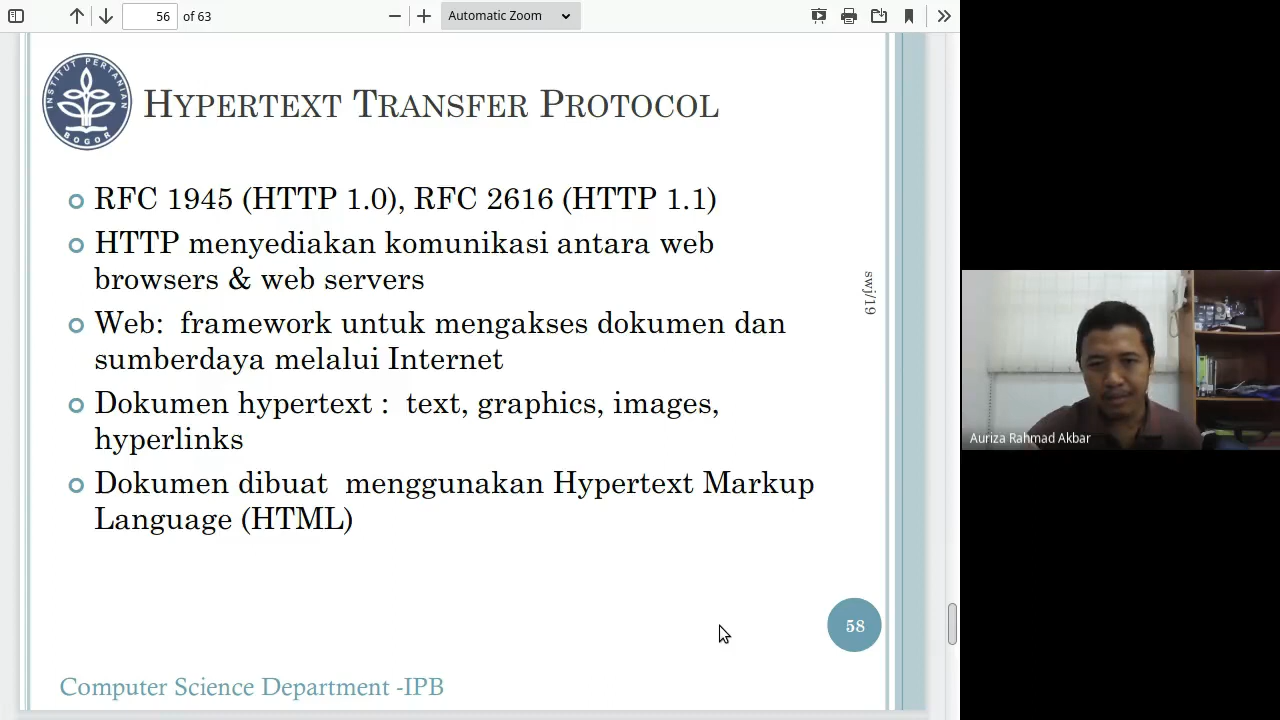 56 of 63
Automatic Zoom
INSTITUT PERTANIAN
BOGOR
HYPERTEXT TRANSFER PROTOCOL
RFC 1945 (HTTP 1.0), RFC 2616 (HTTP 1.1)
HTTP menyediakan komunikasi antara web
browsers & web servers
Web:  framework untuk mengakses dokumen dan
sumberdaya melalui Internet
Dokumen hypertext :  text, graphics, images,
hyperlinks
Dokumen dibuat  menggunakan Hypertext Markup
Language (HTML)
swj/19
58
Computer Science Department -IPB
Auriza Rahmad Akbar